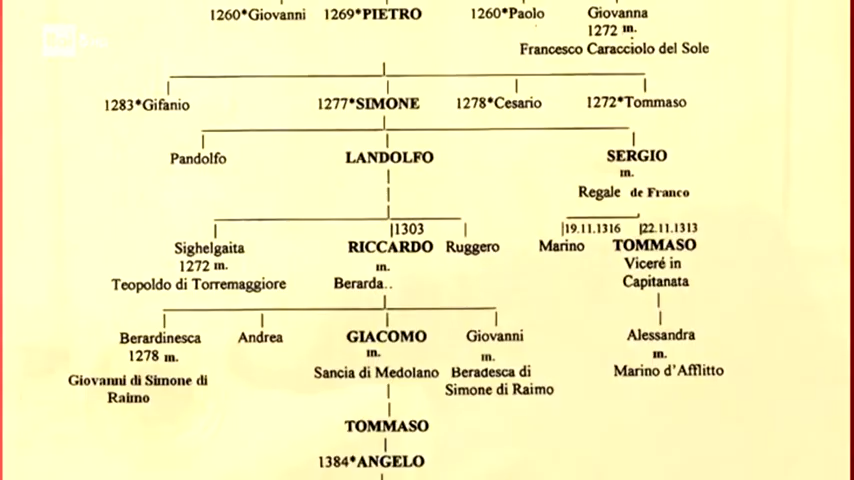 1260*Giovanni 1269*PIETRO 1260*Paolo Giovanna
1272 m.
Francesco Caracciolo del Sole
Rai
1283*Gifanio 1277*SIMONE 1278*Cesario 1272*Tommaso
Pandolfo LANDOLFO SERGIO
m.
Regale de Franco
1303 19.11.1316 22.11.1313
Sighelgaita RICCARDO Ruggero Marino TOMMASO
1272 m. m. Viceré in
Teopoldo di Torremaggiore Berarda.. Capitanata
Berardinesca Andrea GIACOMO Giovanni Alessandra
1278 m. m. m. m.
Giovanni di Simone di Sancia di Medolano Beradesca di Marino d'Afflitto
Raimo Simone di Raimo
TOMMASO
1384*ANGELO